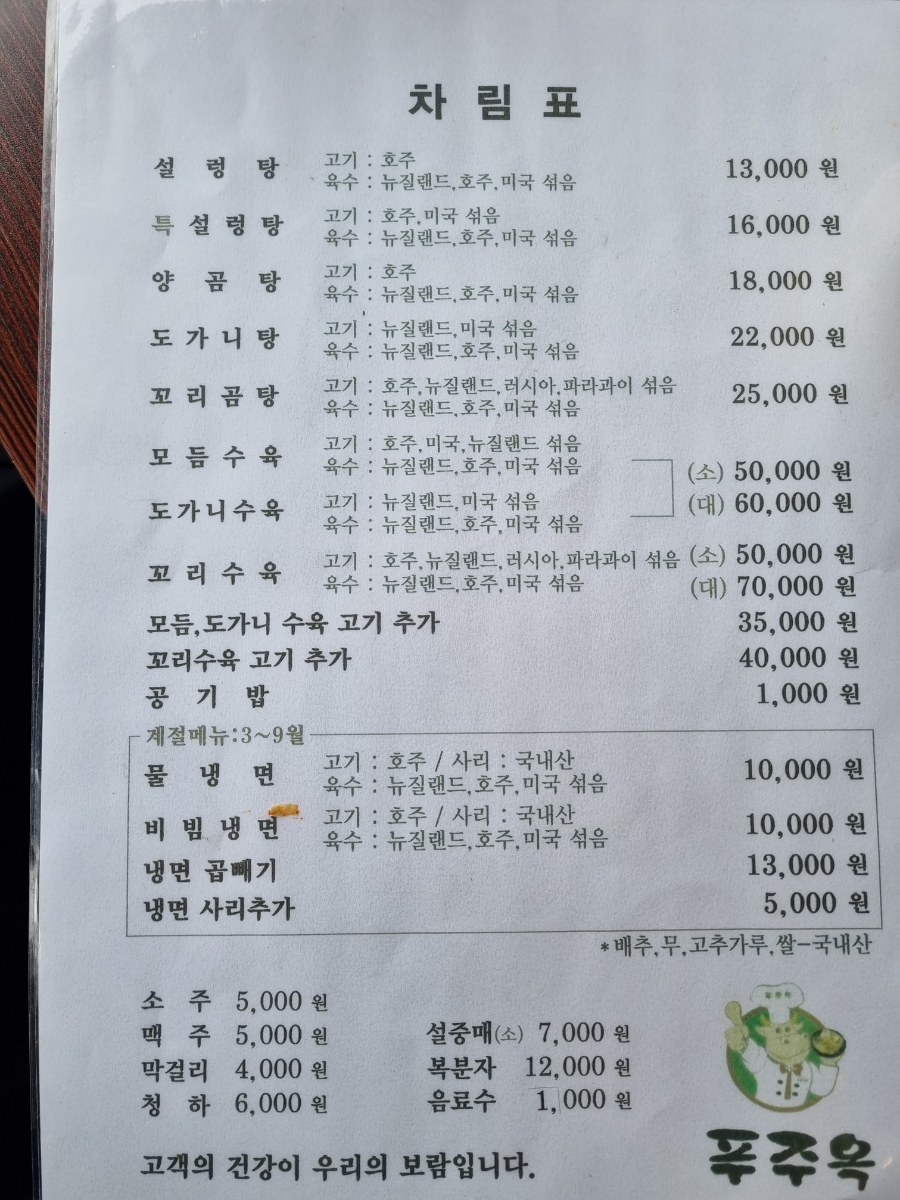 차림표
설렁탕 고기 : 호주 13,000 원
육수 : 뉴질랜드,호주,미국 섞음
특설렁탕 고기 : 호주,미국 섞음 16,000 원
육수 : 뉴질랜드,호주,미국 섞음
양곰탕 고기 : 호주 18,000 원
육수 : 뉴질랜드,호주,미국 섞음
도가니탕 고기 : 뉴질랜드,미국 섞음 22,000 원
육수 : 뉴질랜드,호주,미국 섞음
꼬리곰탕 고기 : 호주,뉴질랜드,러시아,파라과이 섞음 25,000 원
육수 : 뉴질랜드,호주,미국 섞음
모듬수육 고기 : 호주,미국,뉴질랜드 섞음
육수 : 뉴질랜드,호주,미국 섞음 (소) 50,000 원
도가니수육 고기 : 뉴질랜드,미국 섞음 (대) 60,000 원
육수 : 뉴질랜드,호주,미국 섞음
꼬리수육 고기 : 호주,뉴질랜드,러시아,파라과이 섞음 (소) 50,000 원
육수 : 뉴질랜드,호주,미국 섞음 (대) 70,000 원
모듬,도가니 수육 고기 추가 35,000 원
꼬리수육 고기 추가 40,000 원
공기밥 1,000 원
계절메뉴:3~9월
물냉면 고기 : 호주 / 사리 : 국내산 10,000 원
육수 : 뉴질랜드,호주,미국 섞음
비빔냉면 고기 : 호주 / 사리 : 국내산 10,000 원
육수 : 뉴질랜드,호주,미국 섞음
냉면 곱빼기 13,000 원
냉면 사리추가 5,000 원
*배추,무,고추가루,쌀-국내산
소주 5,000 원
맥주 5,000 원 설중매(소) 7,000 원
막걸리 4,000 원 복분자 12,000 원
청하 6,000 원 음료수 1,000 원
고객의 건강이 우리의 보람입니다.
푸주옥